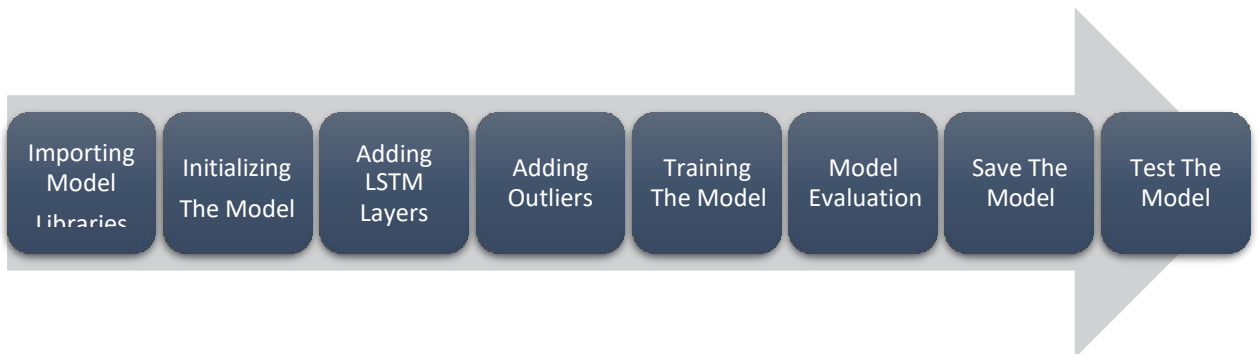 Importing
Model
Libraries
Initializing
The Model
Adding
LSTM
Layers
Adding
Outliers
Training
The Model
Model
Evaluation
Save The
Model
Test The
Model